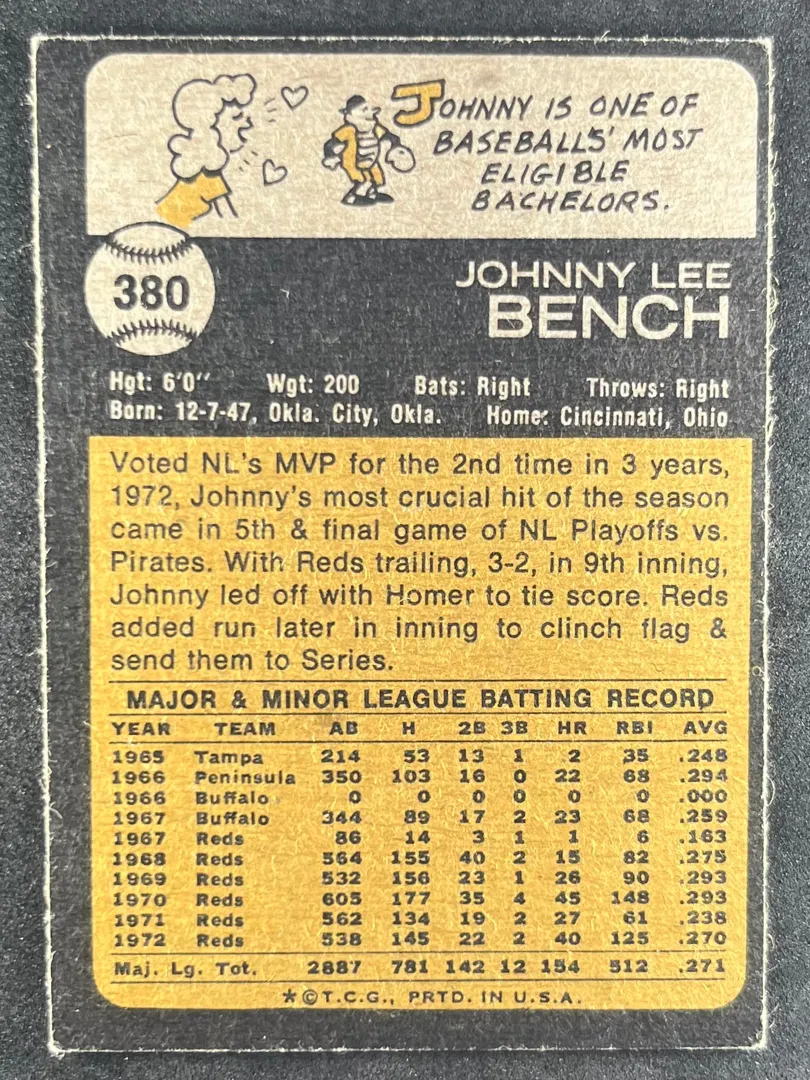 JOHNNY IS ONE OF
BASEBALLS' MOST
ELIGIBLE
BACHELORS.
380
JOHNNY LEE
BENCH
Hgt: 6'0" Wgt: 200 Bats: Right Throws: Right
Born: 12-7-47, Okla. City, Okla. Home: Cincinnati, Ohio
Voted NL's MVP for the 2nd time in 3 years,
1972, Johnny's most crucial hit of the season
came in 5th & final game of NL Playoffs vs.
Pirates. With Reds trailing, 3-2, in 9th inning,
Johnny led off with Homer to tie score. Reds
added run later in inning to clinch flag &
send them to Series.
MAJOR & MINOR LEAGUE BATTING RECORD
YEAR TEAM AB H 2B 3B HR RBI AVG
1965 Tampa 214 53 13 1 2 35 .248
1966 Peninsula 350 103 16 0 22 68 .294
1966 Buffalo 0 0 0 0 0 0 .000
1967 Buffalo 344 89 17 2 23 68 .259
1967 Reds 86 14 3 1 1 6 .163
1968 Reds 564 155 40 2 15 82 .275
1969 Reds 532 156 23 1 26 90 .293
1970 Reds 605 177 35 4 45 148 .293
1971 Reds 562 134 19 2 27 61 .238
1972 Reds 538 145 22 2 40 125 .270
Maj. Lg. Tot. 2887 781 142 12 154 512 .271
*©T.C.G., PRTD. IN U.S.A.